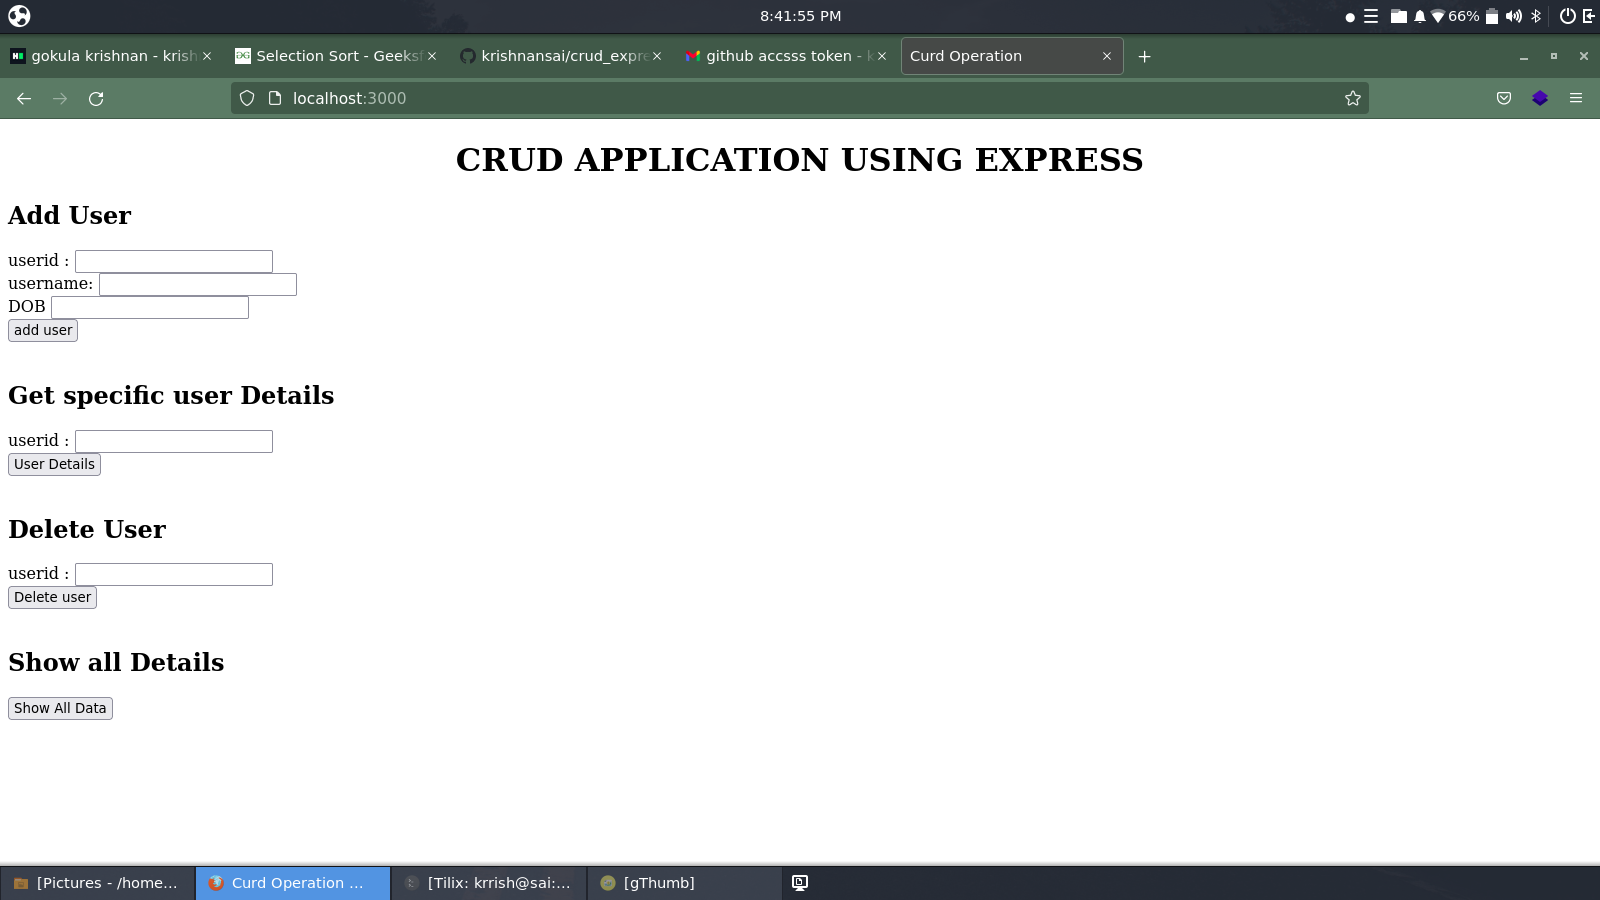 8:41:55 PM
66%
gokula krishnan - krish
Selection Sort - Geeksf
krishnansai/crud_expre
github accsss token - k
Curd Operation
localhost:3000
CRUD APPLICATION USING EXPRESS
Add User
userid :
username:
DOB
add user
Get specific user Details
userid :
User Details
Delete User
userid :
Delete user
Show all Details
Show All Data
[Pictures - /home...
Curd Operation ...
[Tilix: krrish@sai:...
[gThumb]